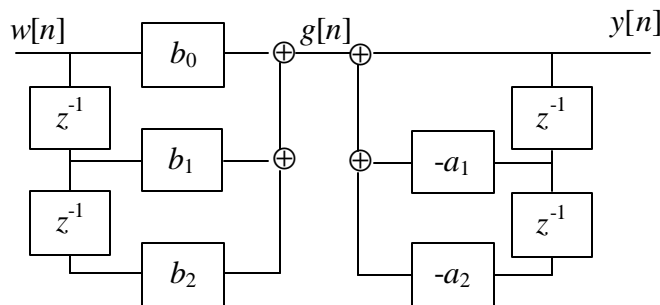 w[n] g[n] y[n]
b₀
z⁻¹ z⁻¹
b₁ -a₁
z⁻¹ z⁻¹
b₂ -a₂